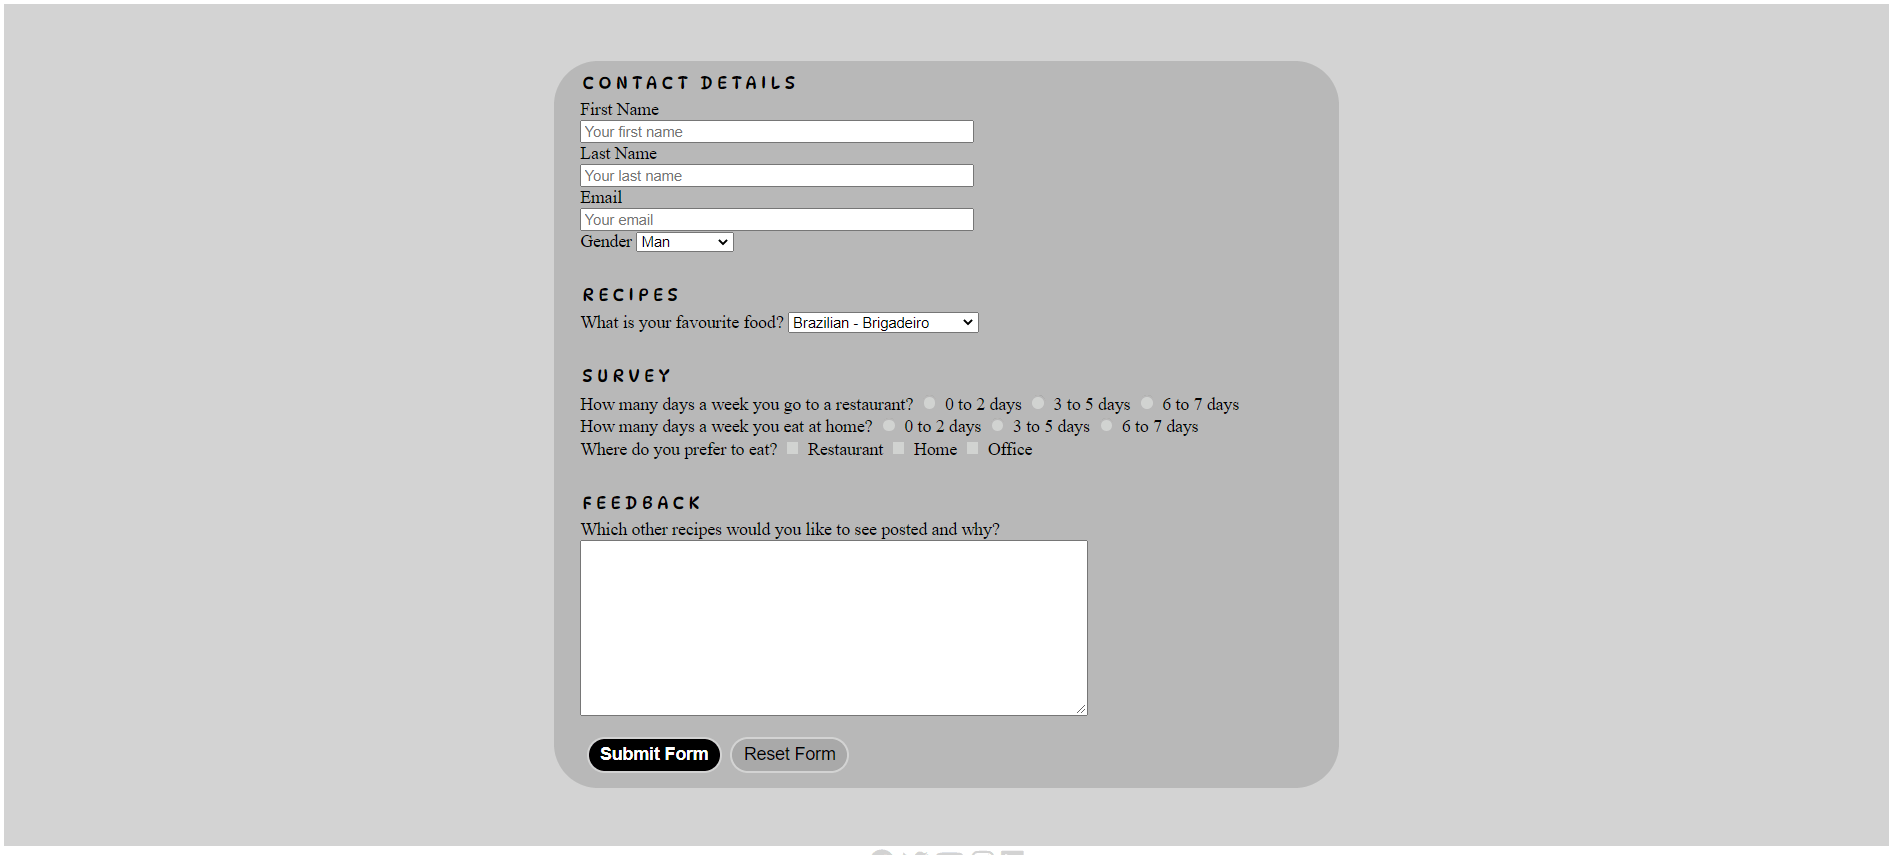 CONTACT DETAILS
First Name
Your first name
Last Name
Your last name
Email
Your email
Gender Man
RECIPES
What is your favourite food? Brazilian - Brigadeiro
SURVEY
How many days a week you go to a restaurant? 0 to 2 days 3 to 5 days 6 to 7 days
How many days a week you eat at home? 0 to 2 days 3 to 5 days 6 to 7 days
Where do you prefer to eat? Restaurant Home Office
FEEDBACK
Which other recipes would you like to see posted and why?
Submit Form Reset Form